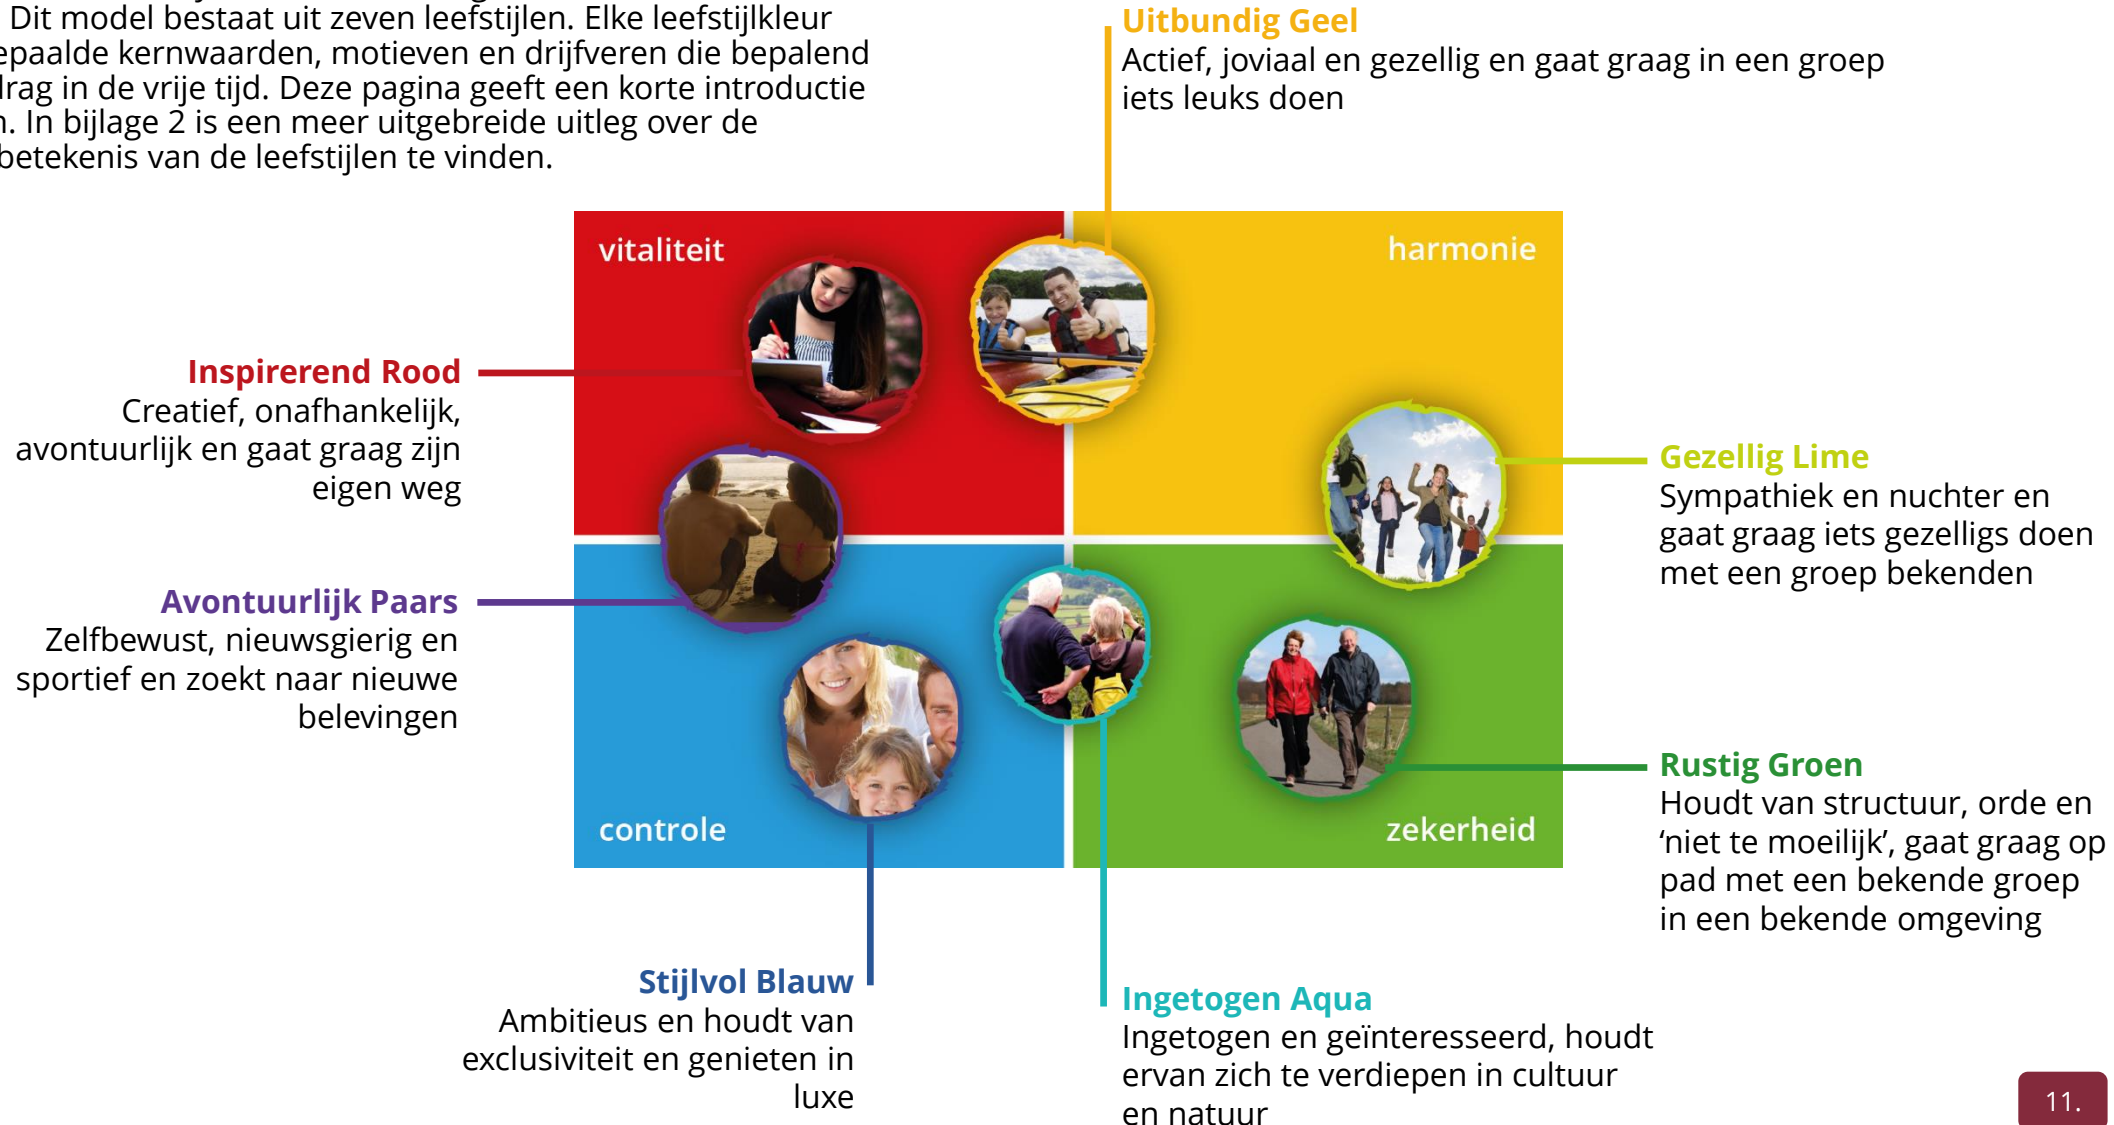 Dit model bestaat uit zeven leefstijlen. Elke leefstijlkleur
epaalde kernwaarden, motieven en drijfveren die bepalend
drag in de vrije tijd. Deze pagina geeft een korte introductie
n. In bijlage 2 is een meer uitgebreide uitleg over de
betekenis van de leefstijlen te vinden.
Uitbundig Geel
Actief, joviaal en gezellig en gaat graag in een groep
iets leuks doen
vitaliteit
harmonie
Inspirerend Rood
Creatief, onafhankelijk,
avontuurlijk en gaat graag zijn
eigen weg
Gezellig Lime
Sympathiek en nuchter en
gaat graag iets gezelligs doen
met een groep bekenden
Avontuurlijk Paars
Zelfbewust, nieuwsgierig en
sportief en zoekt naar nieuwe
belevingen
controle
zekerheid
Rustig Groen
Houdt van structuur, orde en
‘niet te moeilijk’, gaat graag op
pad met een bekende groep
in een bekende omgeving
Stijlvol Blauw
Ambitieus en houdt van
exclusiviteit en genieten in
luxe
Ingetogen Aqua
Ingetogen en geïnteresseerd, houdt
ervan zich te verdiepen in cultuur
en natuur
11.